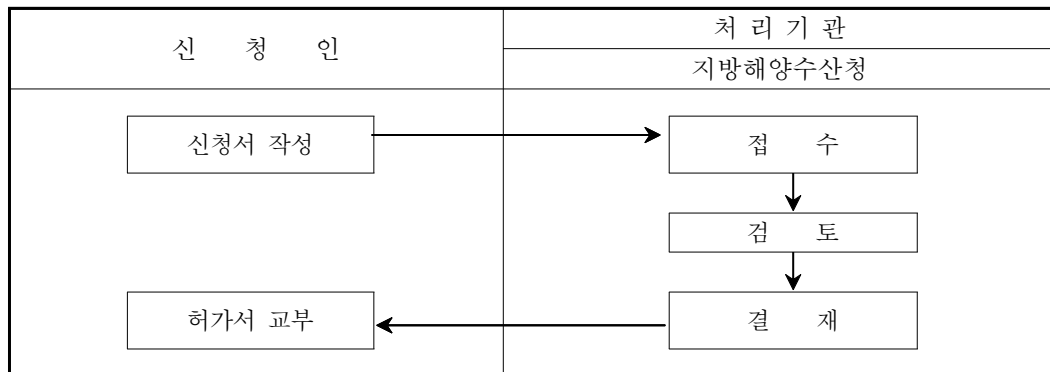 신 청 인
처 리 기 관
지방해양수산청
신청서 작성
접 수
검 토
허가서 교부
결 재